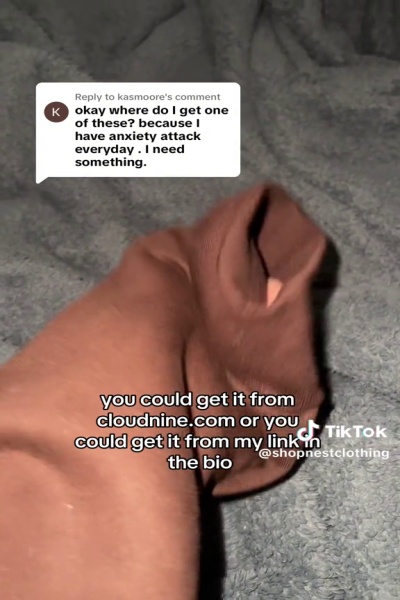 K
Reply to kasmoore's comment
okay where do I get one
of these? because I
have anxiety attack
everyday . I need
something.
you could get it from
cloudnine.com or you
could get it from my link in
the bio
TikTok
@shopnestclothing